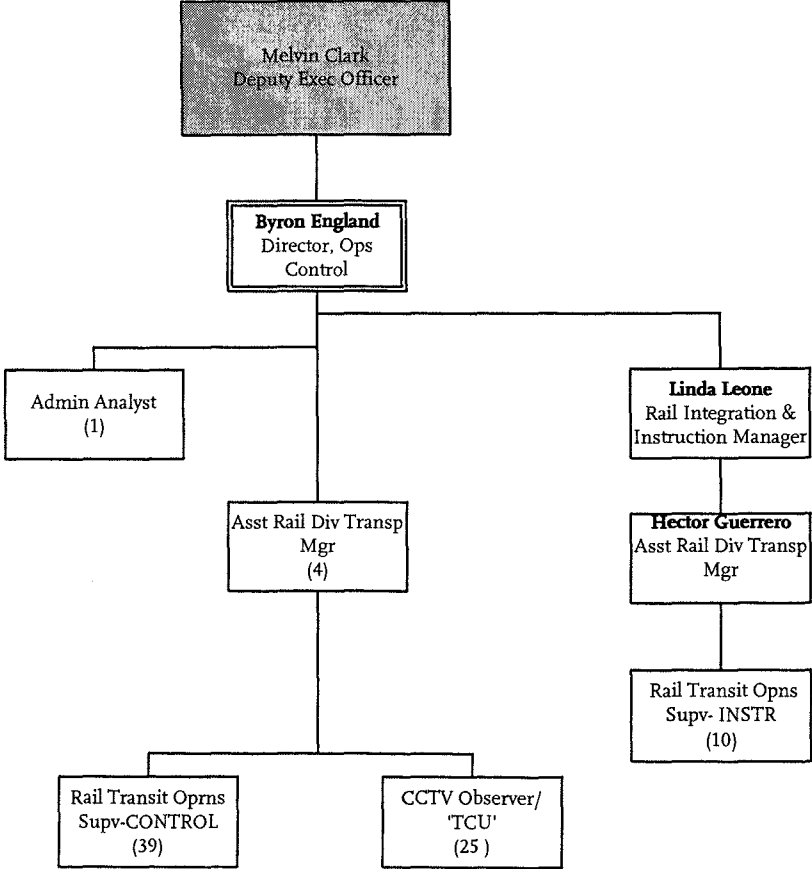 Melvin Clark
Deputy Exec Officer
Byron England
Director, Ops
Control
Admin Analyst
(1)
Linda Leone
Rail Integration &
Instruction Manager
Asst Rail Div Transp
Mgr
(4)
Hector Guerrero
Asst Rail Div Transp
Mgr
Rail Transit Opns
Supv- INSTR
(10)
Rail Transit Oprns
Supv-CONTROL
(39)
CCTV Observer/
'TCU'
(25 )